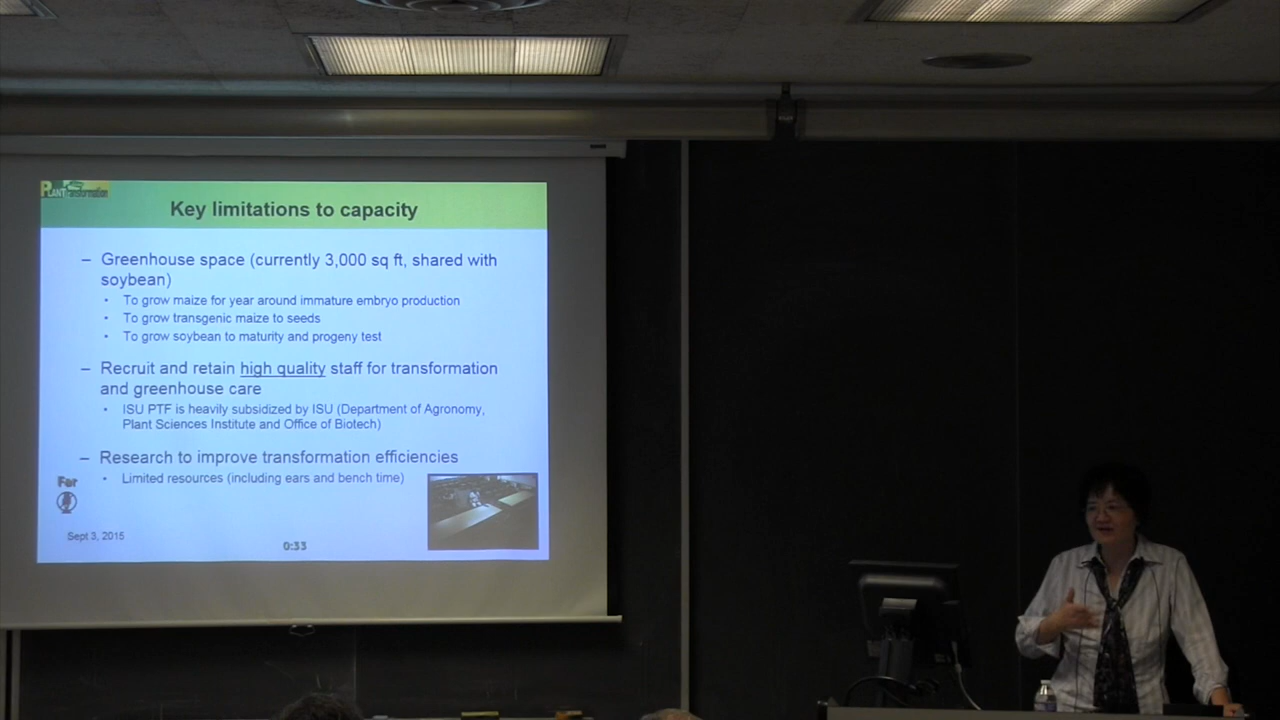 PLANT Transformation
Key limitations to capacity
– Greenhouse space (currently 3,000 sq ft, shared with
soybean)
• To grow maize for year around immature embryo production
• To grow transgenic maize to seeds
• To grow soybean to maturity and progeny test
– Recruit and retain high quality staff for transformation
and greenhouse care
• ISU PTF is heavily subsidized by ISU (Department of Agronomy,
Plant Sciences Institute and Office of Biotech)
– Research to improve transformation efficiencies
• Limited resources (including ears and bench time)
For
Sept 3, 2015
0:33